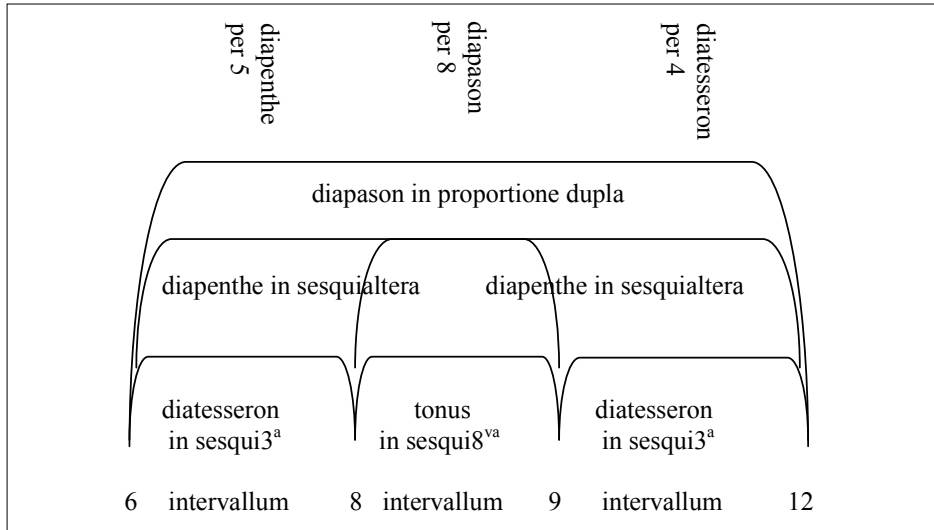 diapenthe
per 5
diapason
per 8
diatesseron
per 4
diapason in proportione dupla
diapenthe in sesquialtera diapenthe in sesquialtera
diatesseron
in sesqui3ᵃ
tonus
in sesqui8ᵛᵃ
diatesseron
in sesqui3ᵃ
6 intervallum 8 intervallum 9 intervallum 12